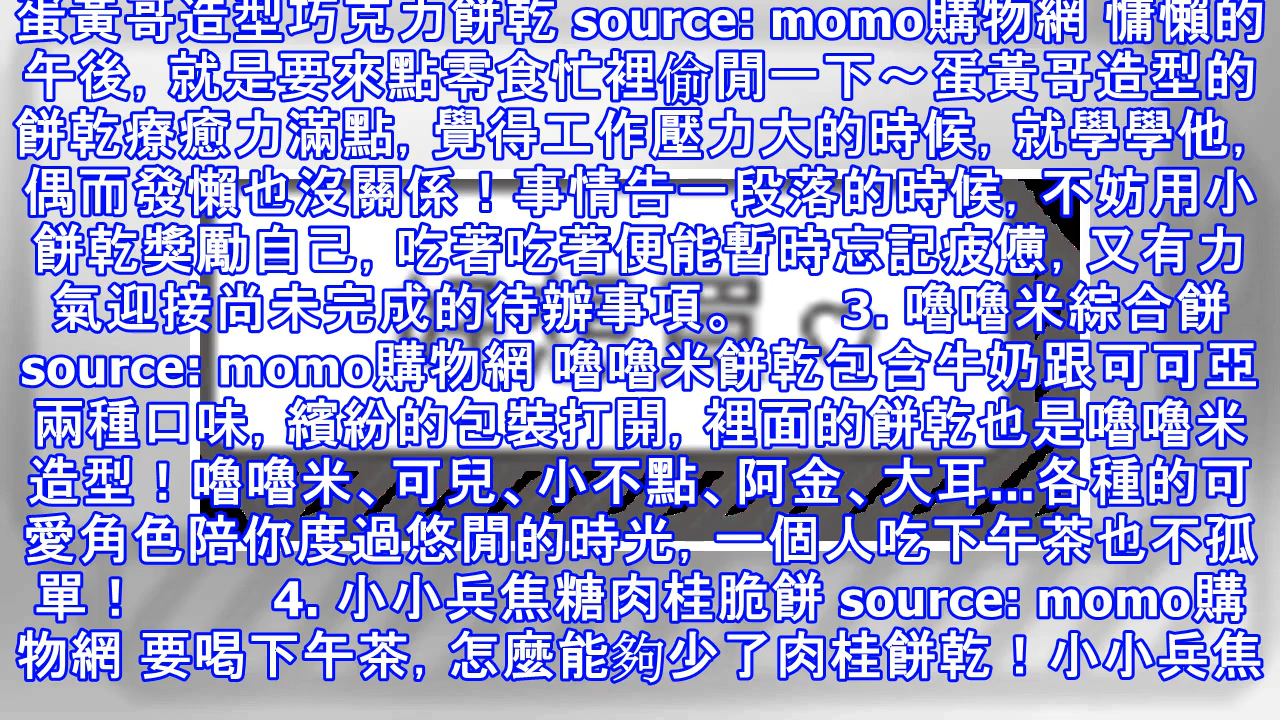 蛋黃哥造型巧克力餅乾 source: momo購物網 慵懶的
午後, 就是要來點零食忙裡偷閒一下～蛋黃哥造型的
餅乾療癒力滿點, 覺得工作壓力大的時候, 就學學他,
偶而發懶也沒關係！事情告一段落的時候, 不妨用小
餅乾獎勵自己, 吃著吃著便能暫時忘記疲憊, 又有力
氣迎接尚未完成的待辦事項。 3. 嚕嚕米綜合餅
source: momo購物網 嚕嚕米餅乾包含牛奶跟可可亞
兩種口味, 繽紛的包裝打開, 裡面的餅乾也是嚕嚕米
造型！嚕嚕米、可兒、小不點、阿金、大耳...各種的可
愛角色陪你度過悠閒的時光, 一個人吃下午茶也不孤
單！ 4. 小小兵焦糖肉桂脆餅 source: momo購
物網 要喝下午茶, 怎麼能夠少了肉桂餅乾！小小兵焦